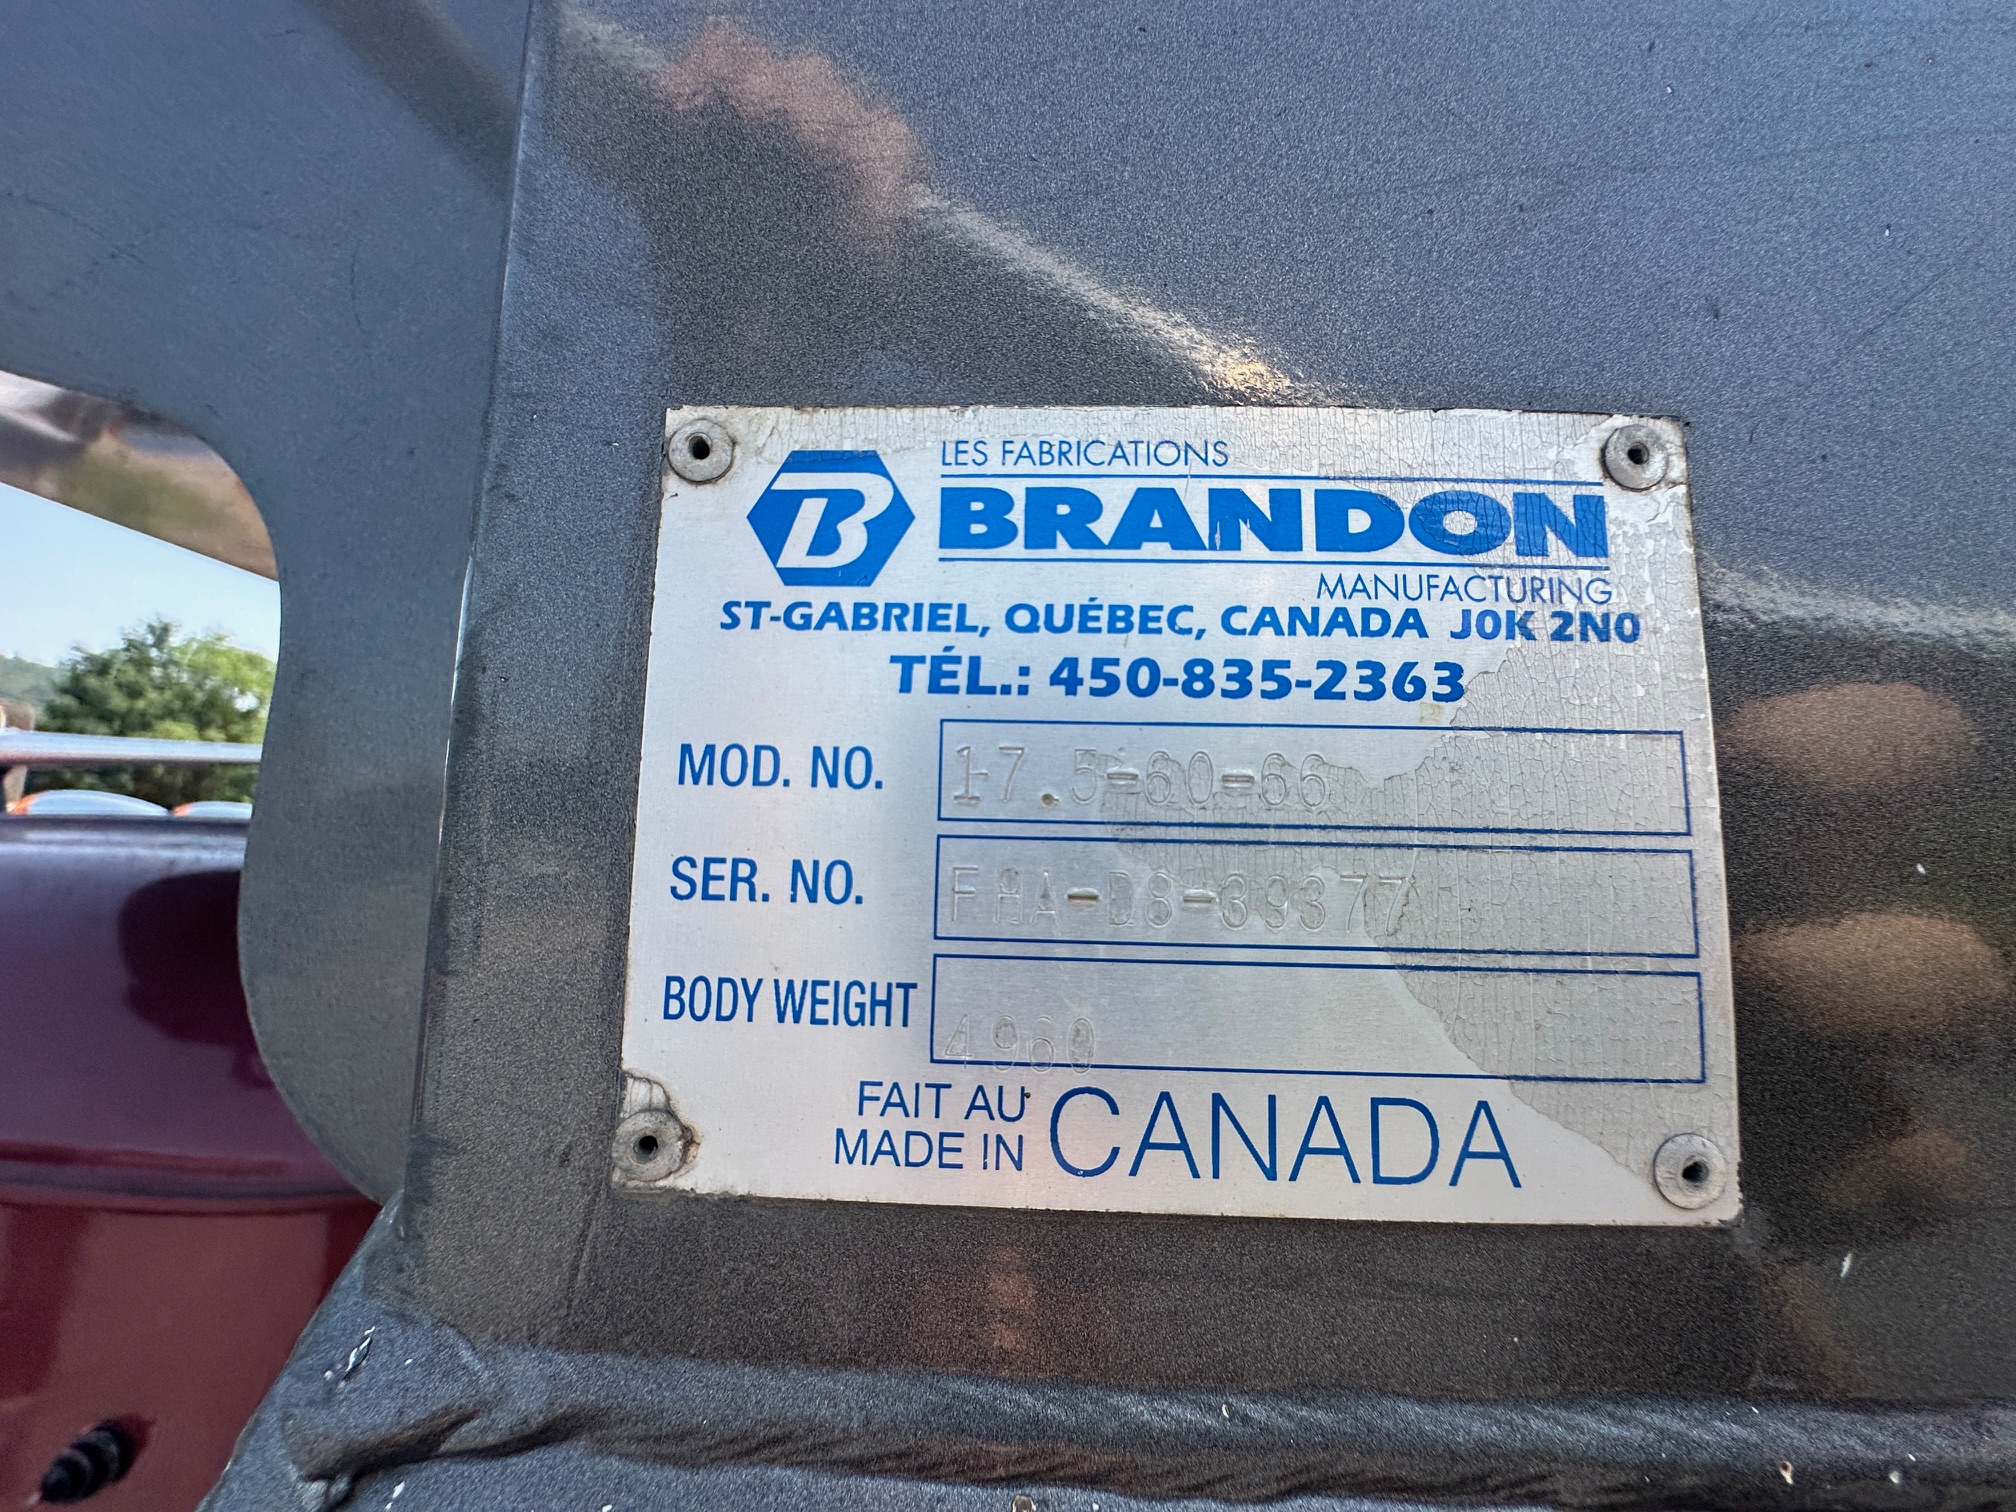 LES FABRICATIONS
B BRANDON
MANUFACTURING
ST-GABRIEL, QUÉBEC, CANADA J0K 2N0
TÉL.: 450-835-2363
MOD. NO. 17.5-60-66
SER. NO. FHA-D8-39377
BODY WEIGHT 4960
FAIT AU
MADE IN CANADA